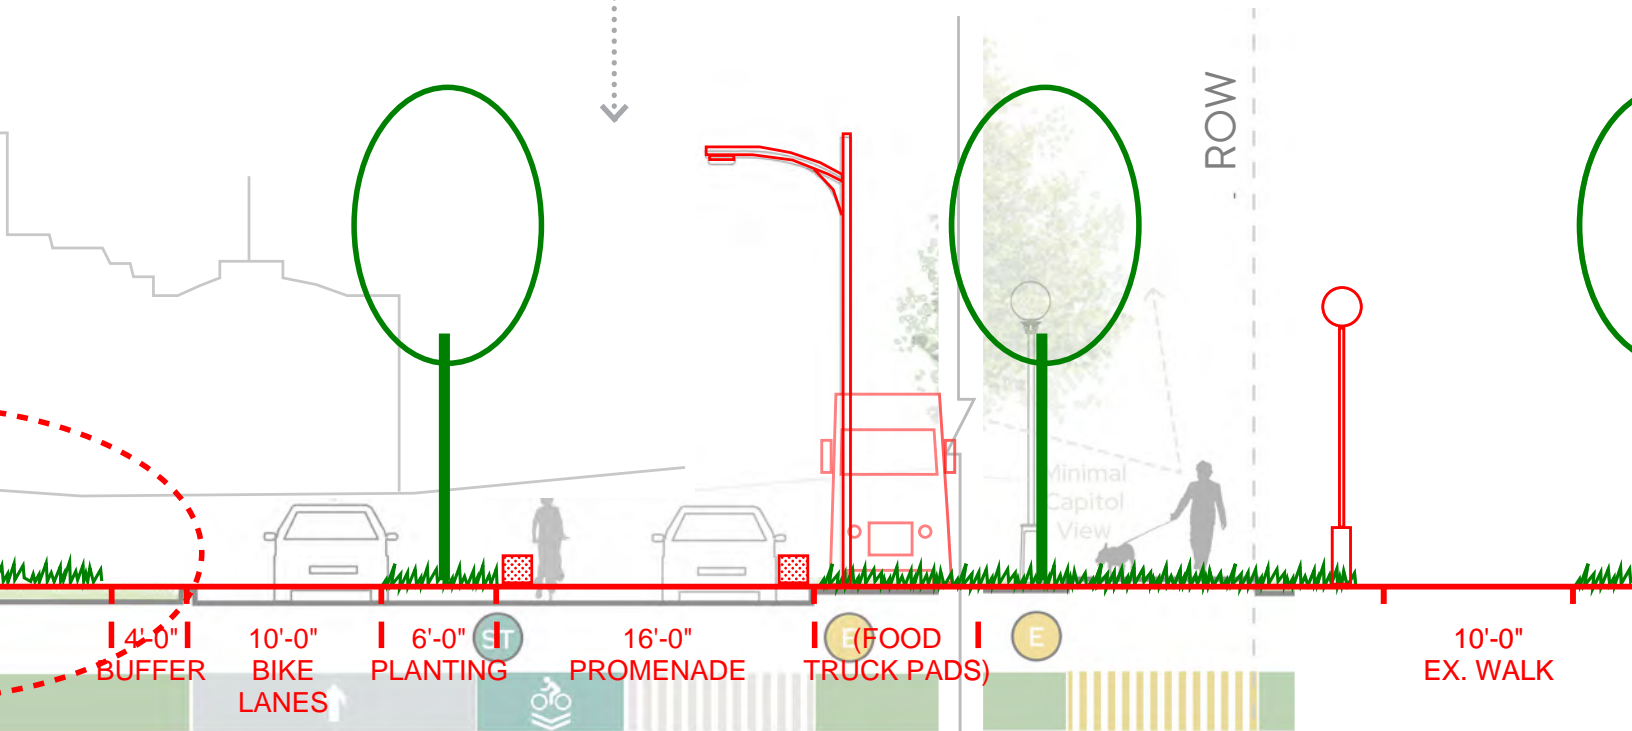 ROW
Minimal
Capitol
View
ST
E
E
4'-0"
BUFFER
10'-0"
BIKE
LANES
6'-0"
PLANTING
16'-0"
PROMENADE
(FOOD
TRUCK PADS)
10'-0"
EX. WALK